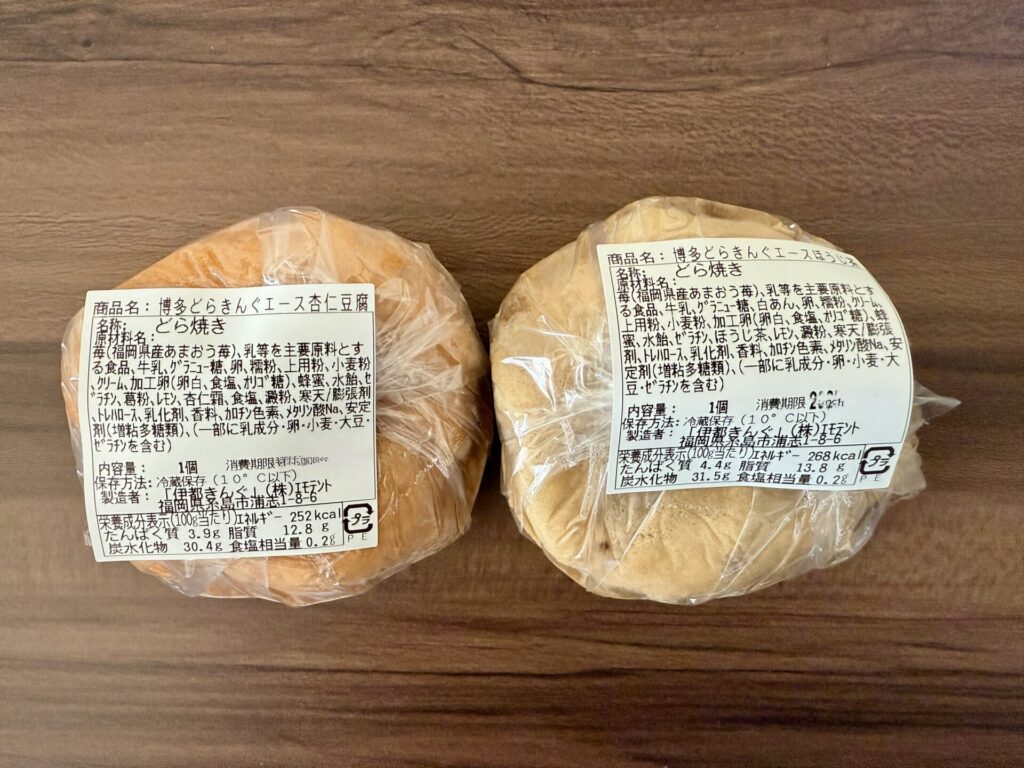 商品名：博多どらきんぐエース杏仁豆腐
名称： どら焼き
原材料名：
苺(福岡県産あまおう苺)、乳等を主要原料とす
る食品、牛乳、グラニュー糖、卵、糯粉、上用粉、小麦粉
クリーム、加工卵(卵白、食塩、オリゴ糖)、蜂蜜、水飴、ゼ
ラチン、葛粉、レモン、杏仁霜、食塩、澱粉、寒天/膨張剤
、トレハロース、乳化剤、香料、カロチン色素、メタリン酸Na、安定
剤(増粘多糖類)、(一部に乳成分・卵・小麦・大豆・
ゼラチンを含む)
内容量： 1個 消費期限
保存方法：冷蔵保存(10°C以下)
製造者： 「伊都きんぐ」(株)エモテント
福岡県糸島市浦志1-8-6
栄養成分表示(100g当たり)エネルギー 252kcal
たんぱく質 3.9g 脂質 12.8g
炭水化物 30.4g 食塩相当量 0.2g
プラ
PE
商品名：博多どらきんぐエースほうじ茶
名称： どら焼き
原材料名：
苺(福岡県産あまおう苺)、乳等を主要原料とす
る食品、牛乳、グラニュー糖、白あん、卵、糯粉、クリーム、
上用粉、小麦粉、加工卵(卵白、食塩、オリゴ糖)、蜂
蜜、水飴、ゼラチン、ほうじ茶、レモン、澱粉、寒天/膨張
剤、トレハロース、乳化剤、香料、カロチン色素、メタリン酸Na、安
定剤(増粘多糖類)、(一部に乳成分・卵・小麦・大
豆・ゼラチンを含む)
内容量： 1個 消費期限
保存方法：冷蔵保存(10°C以下)
製造者： 「伊都きんぐ」(株)エモテント
福岡県糸島市浦志1-8-6
栄養成分表示(100g当たり)エネルギー 268kcal
たんぱく質 4.4g 脂質 13.8g
炭水化物 31.5g 食塩相当量 0.2g
プラ
PE